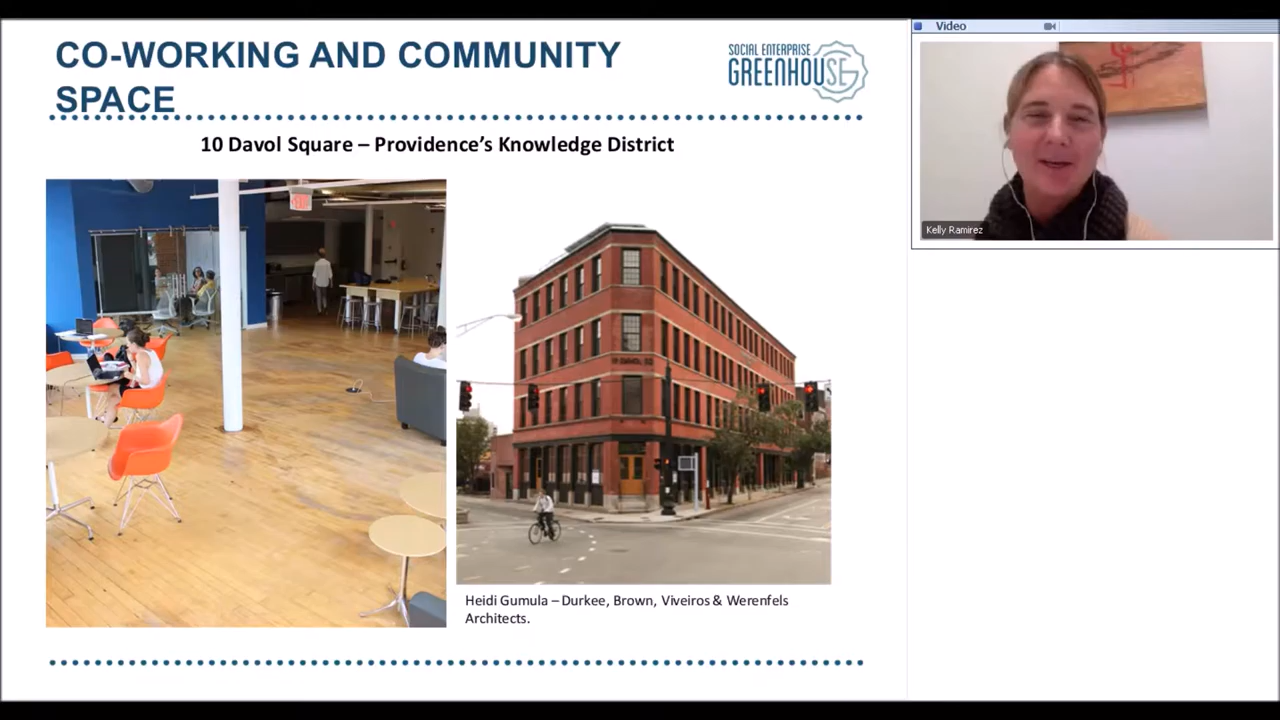 CO-WORKING AND COMMUNITY
SPACE
SOCIAL ENTERPRISE
GREENHOUSE
10 Davol Square – Providence's Knowledge District
EXIT
Heidi Gumula – Durkee, Brown, Viveiros & Werenfels
Architects.
Video
Kelly Ramirez